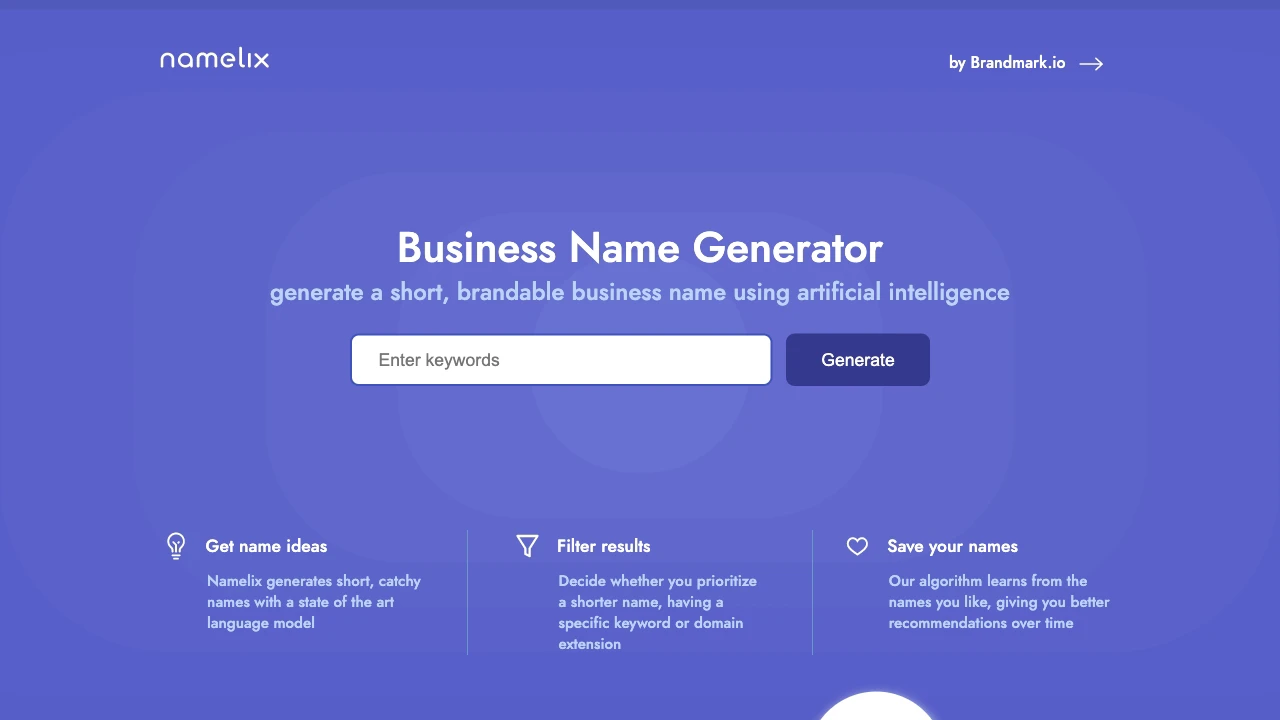 namelix
by Brandmark.io
Business Name Generator
generate a short, brandable business name using artificial intelligence
Enter keywords
Generate
Get name ideas
Namelix generates short, catchy
names with a state of the art
language model
Filter results
Decide whether you prioritize
a shorter name, having a
specific keyword or domain
extension
Save your names
Our algorithm learns from the
names you like, giving you better
recommendations over time